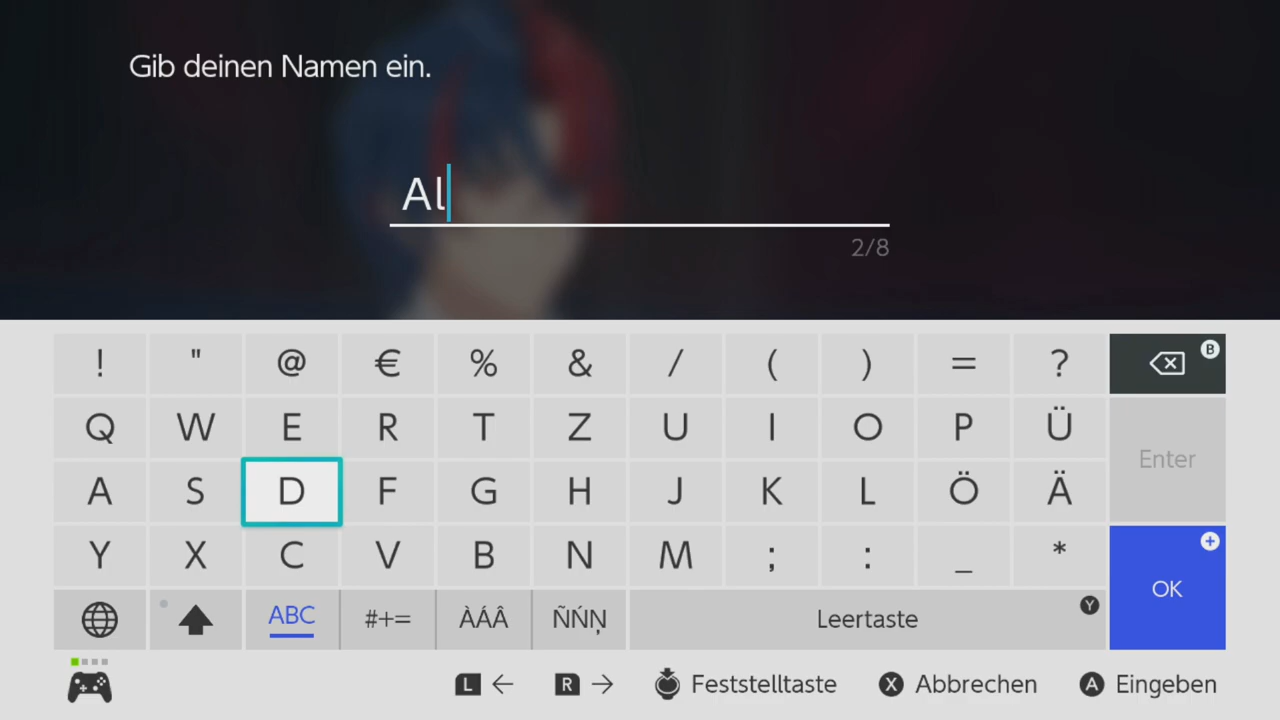 Gib deinen Namen ein.
Al
2/8
! " @ € % & / ( ) = ? B
Q W E R T Z U I O P Ü
Enter
A S D F G H J K L Ö Ä
Y X C V B N M ; : _ *
+
OK
ABC #+= ÀÁÂ ÑŃŅ Leertaste Y
L ← R → Feststelltaste X Abbrechen A Eingeben